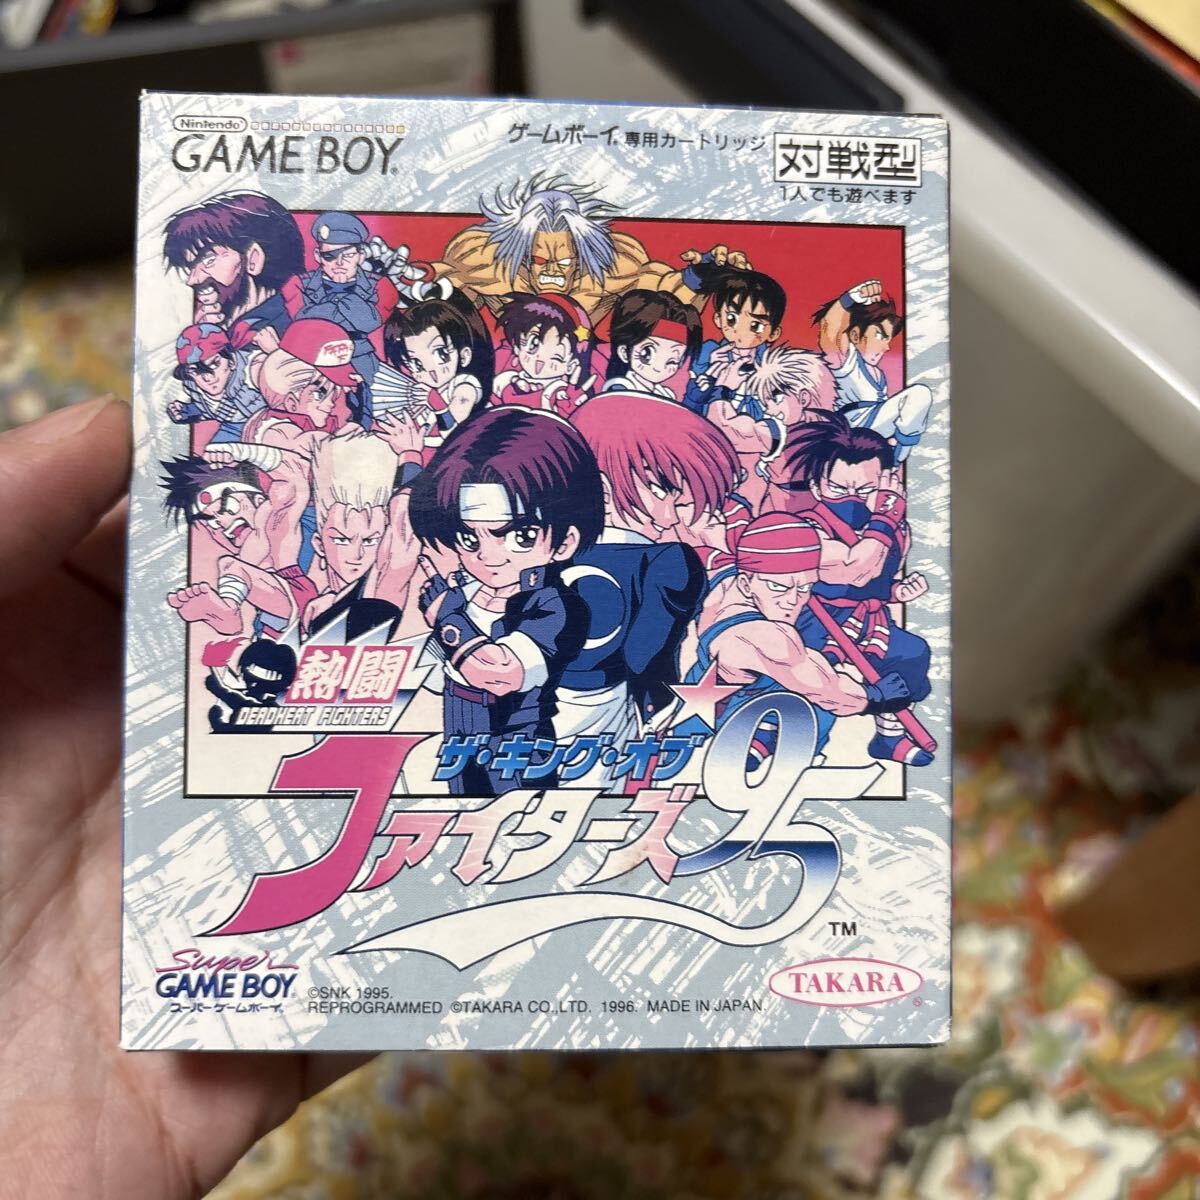 Nintendo
GAME BOY
ゲームボーイ専用カートリッジ
対戦型
1人でも遊べます
熱闘
DEADHEAT FIGHTERS
ザ・キング・オブ
ファイターズ'95
TM
Super
GAME BOY
スーパーゲームボーイ
©SNK 1995.
REPROGRAMMED ©TAKARA CO.,LTD. 1996. MADE IN JAPAN.
TAKARA®